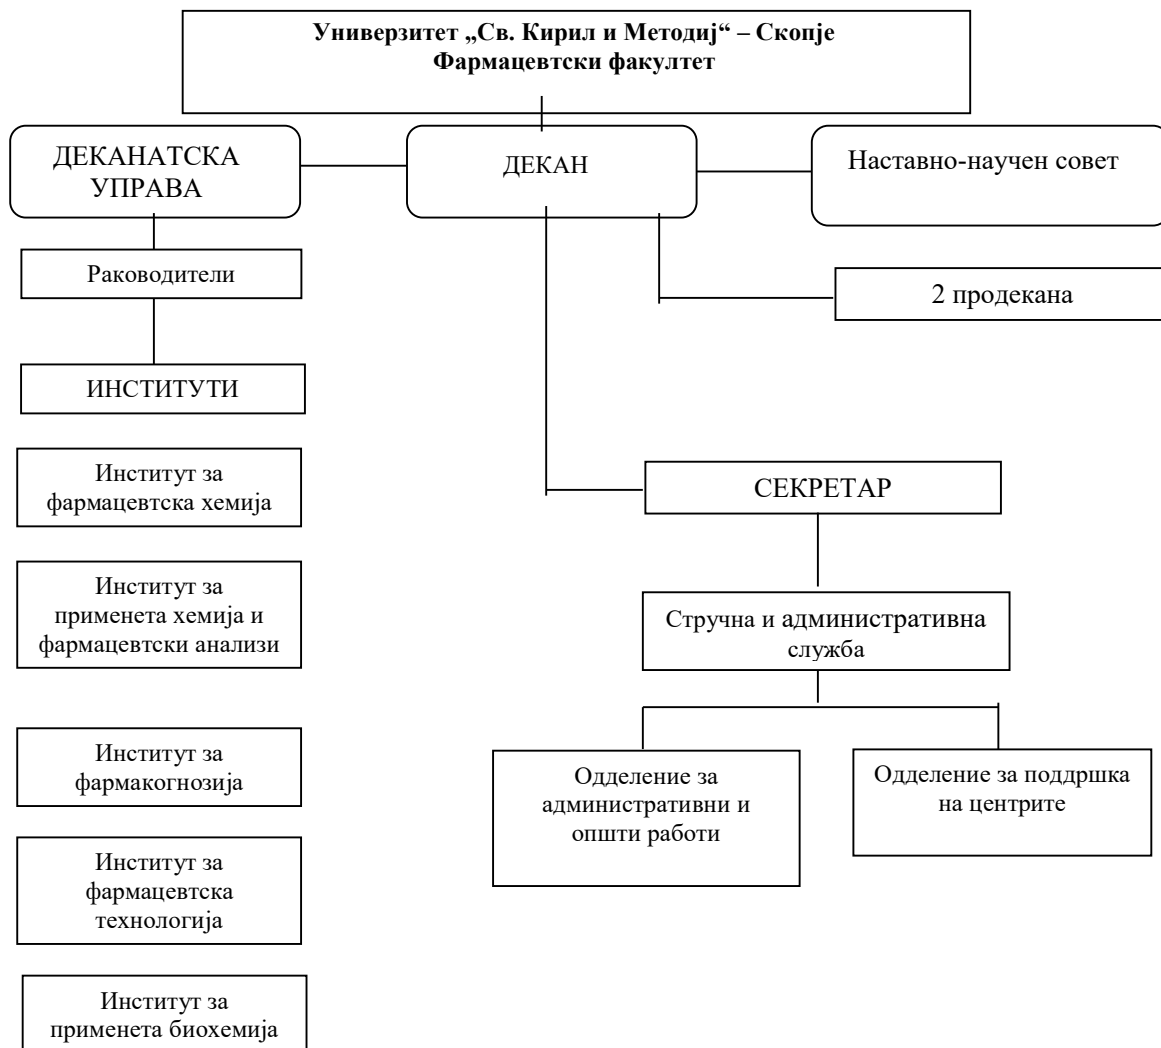 Универзитет „Св. Кирил и Методиј“ – Скопје
Фармацевтски факултет
ДЕКАНАТСКА
УПРАВА
ДЕКАН
Наставно-научен совет
Раководители
2 продекана
ИНСТИТУТИ
Институт за
фармацевтска хемија
СЕКРЕТАР
Институт за
применета хемија и
фармацевтски анализи
Стручна и административна
служба
Институт за
фармакогнозија
Одделение за
административни и
општи работи
Одделение за поддршка
на центрите
Институт за
фармацевтска
технологија
Институт за
применета биохемија